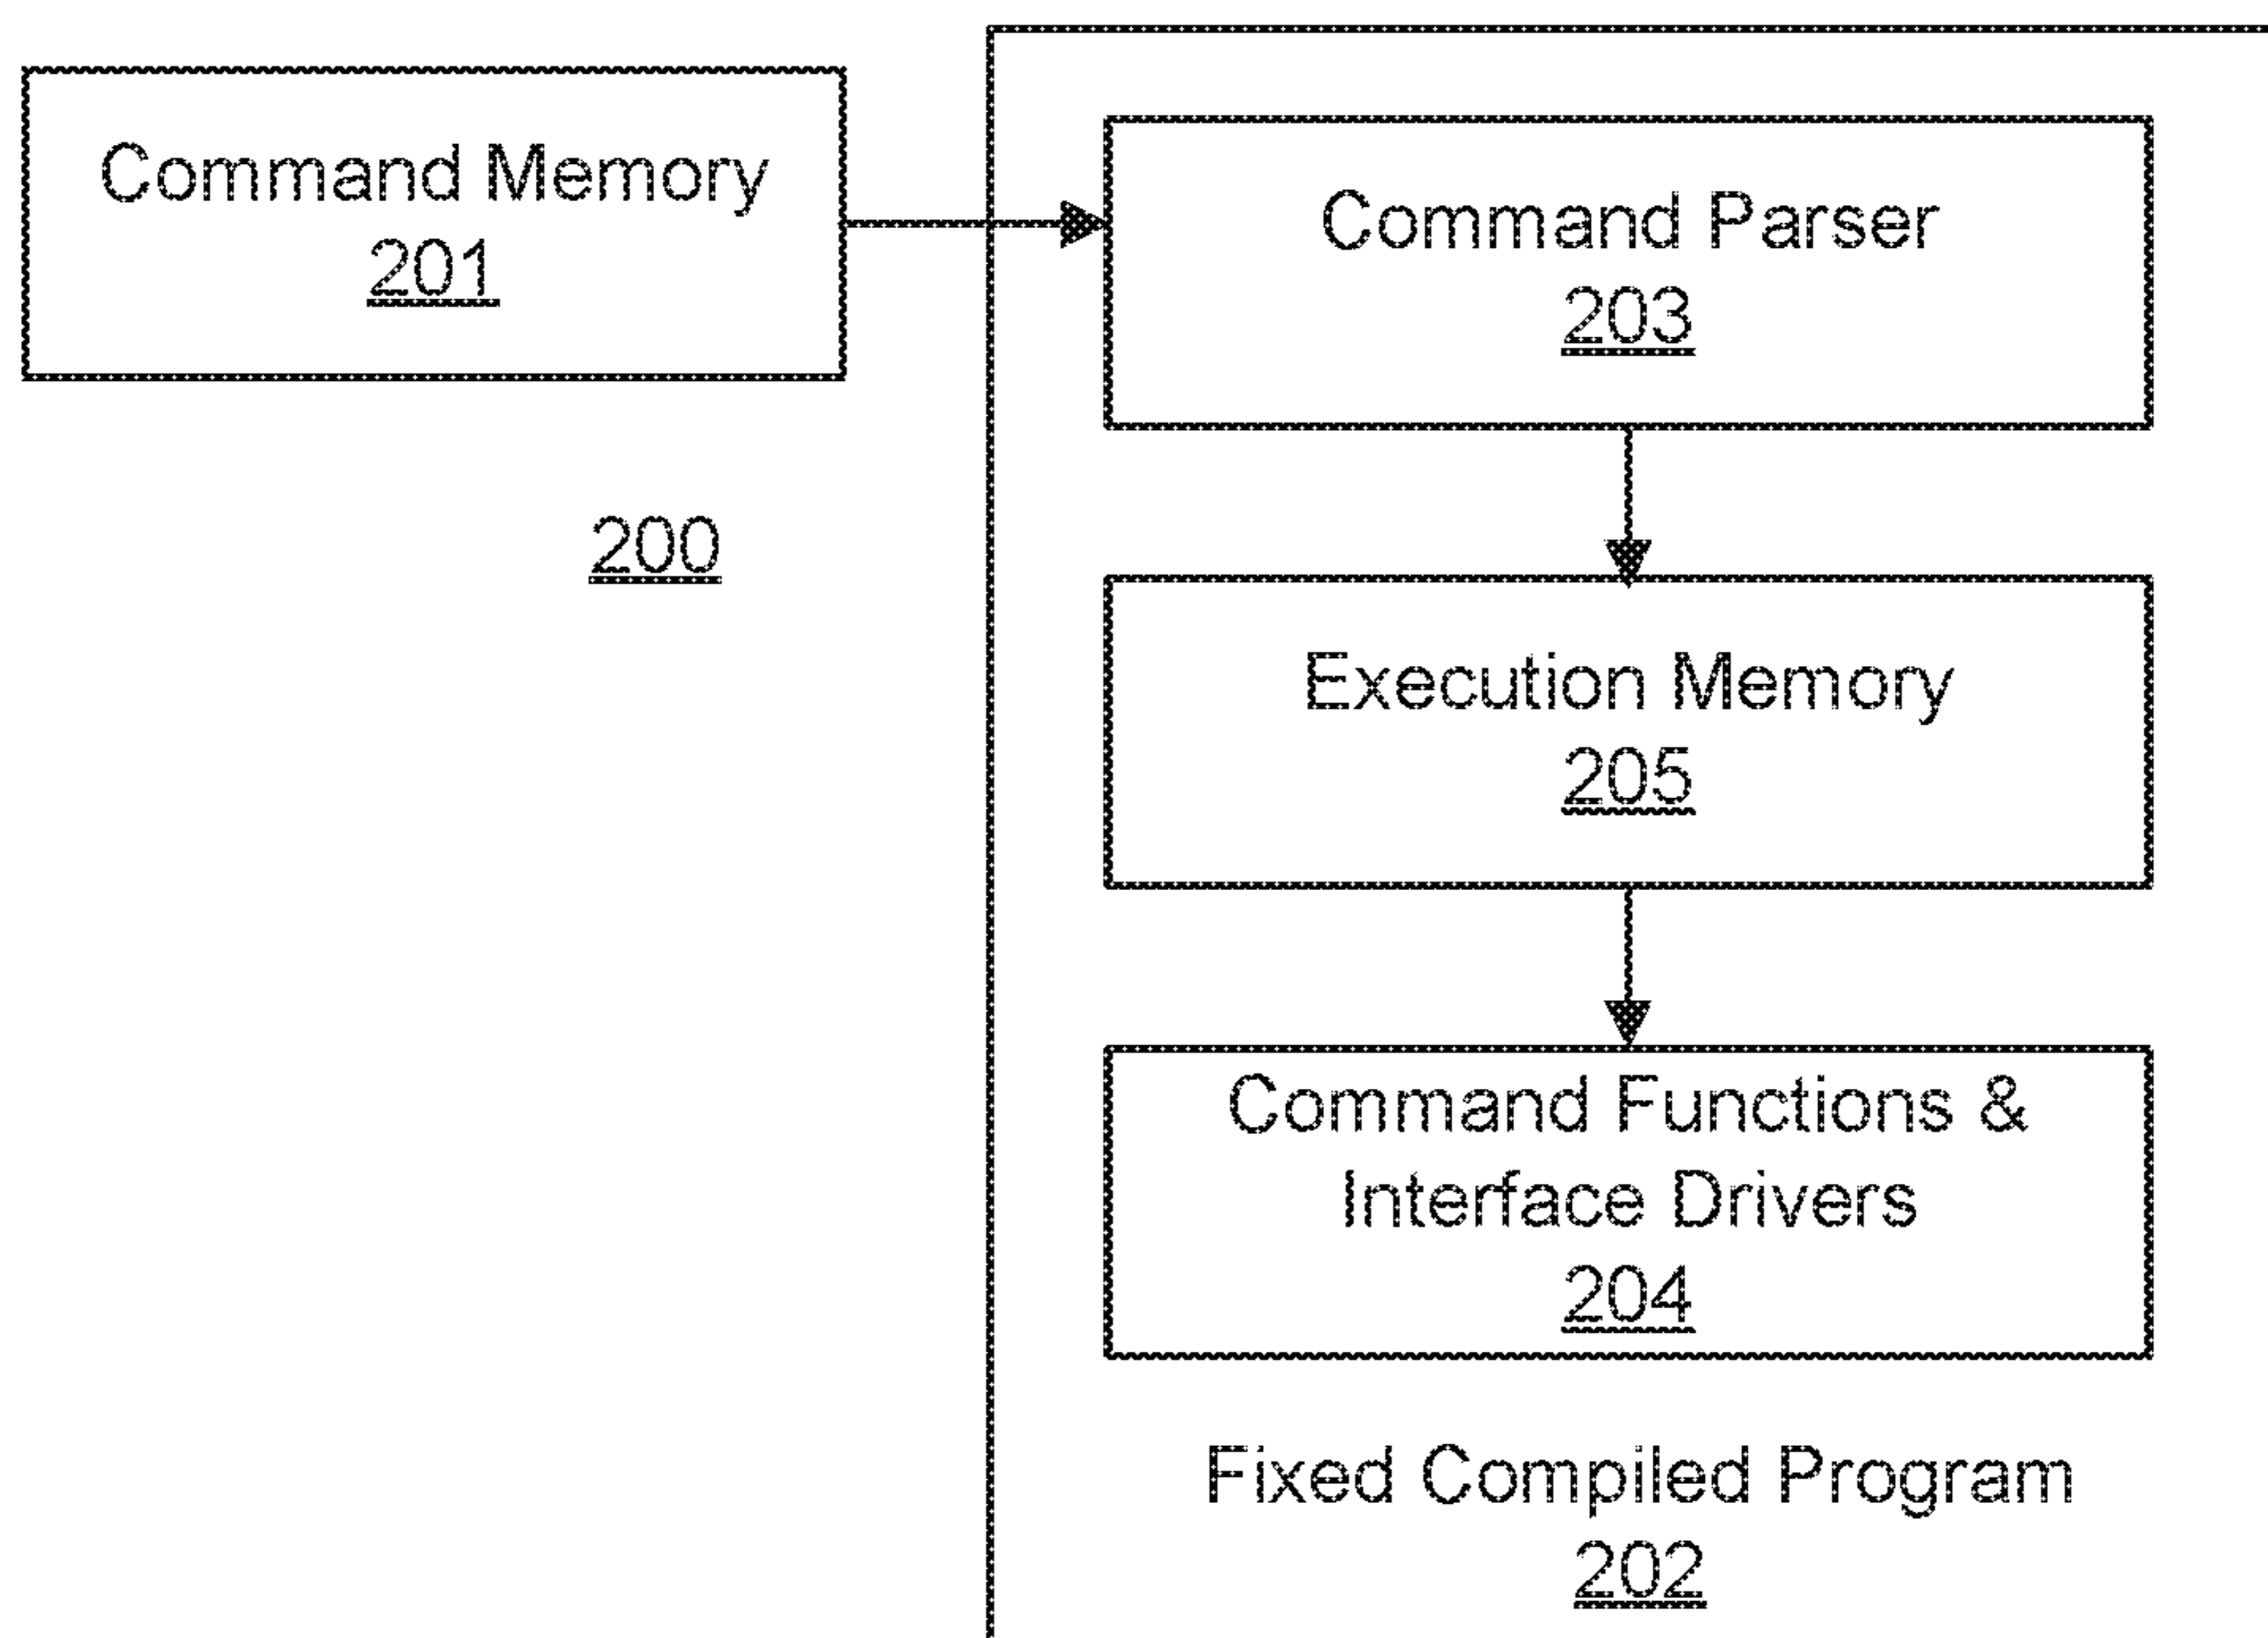 Command Memory
201
Command Parser
203
200
Execution Memory
205
Command Functions &
Interface Drivers
204
Fixed Compiled Program
202